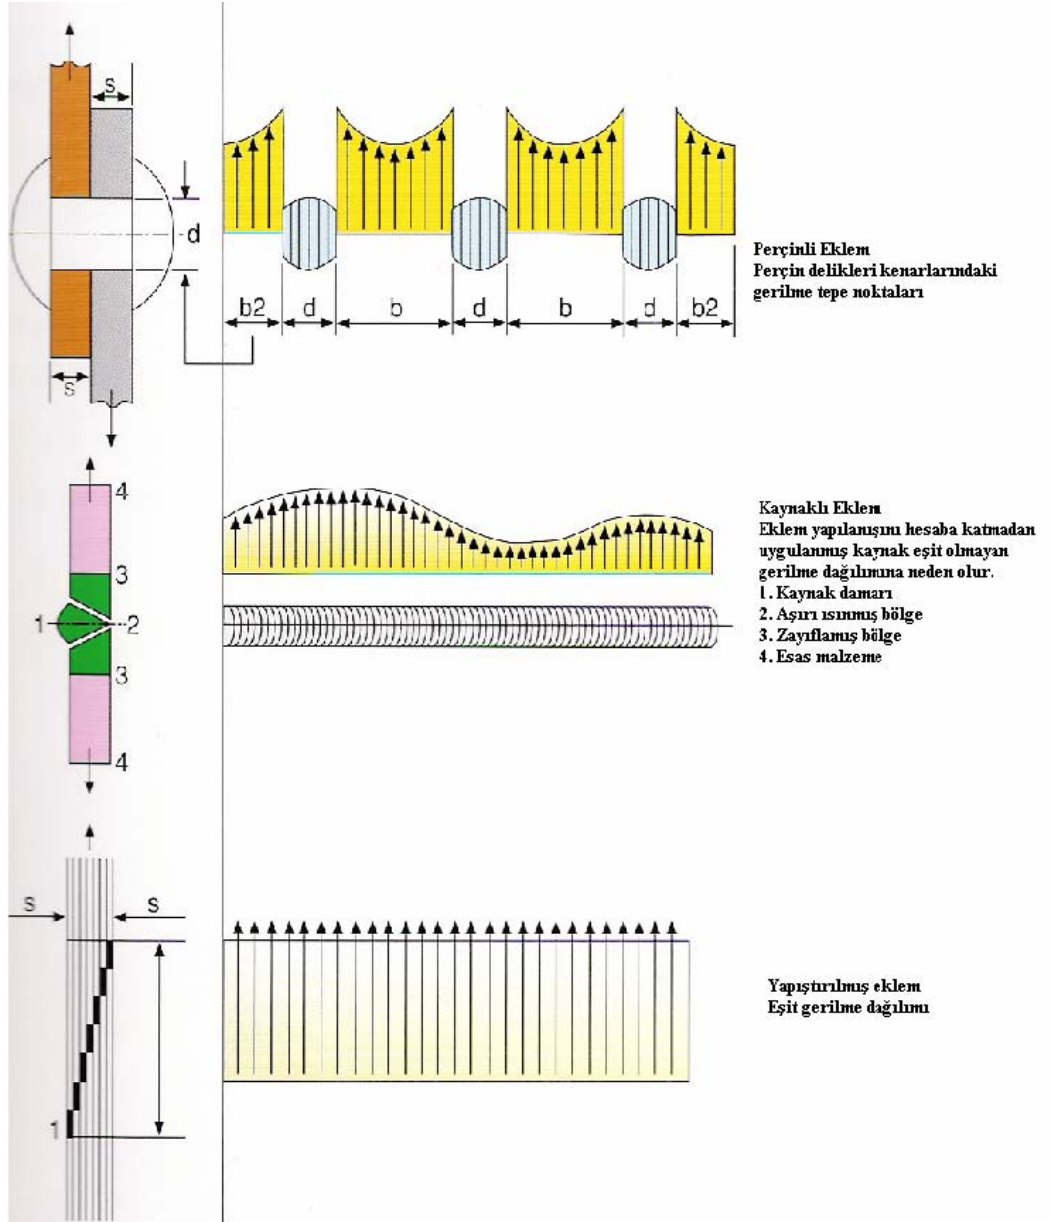 s
d
s
b2
d
b
d
b
d
b2
Perçinli Eklem
Perçin delikleri kenarlarındaki
gerilme tepe noktaları
4
3
1
2
3
4
Kaynaklı Eklem
Eklem yapılanışını hesaba katmadan
uygulanmış kaynak eşit olmayan
gerilme dağılımına neden olur.
1. Kaynak damarı
2. Aşırı ısınmış bölge
3. Zayıflamış bölge
4. Esas malzeme
s
s
1
Yapıştırılmış eklem
Eşit gerilme dağılımı